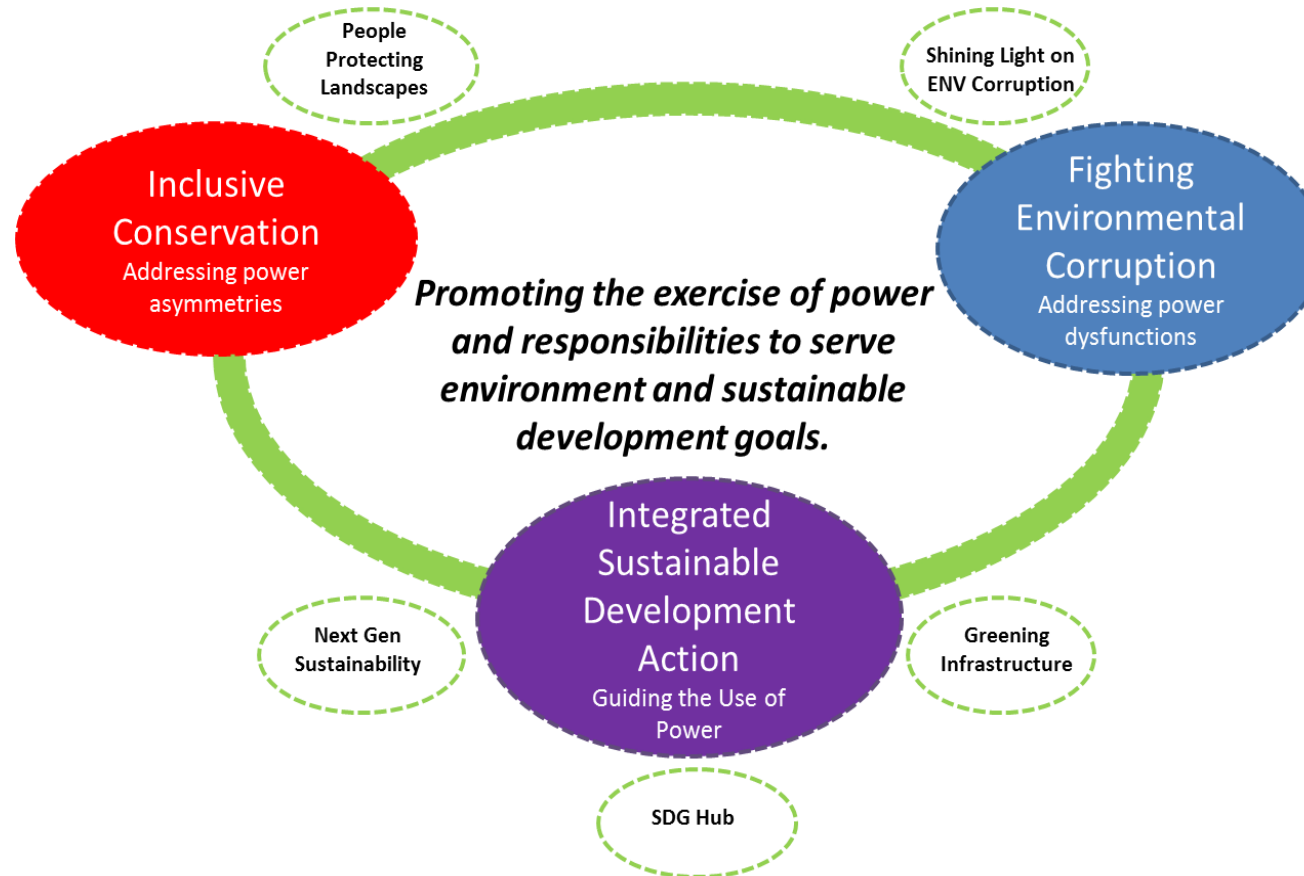 People
Protecting
Landscapes
Shining Light on
ENV Corruption
Inclusive
Conservation
Addressing power
asymmetries
Fighting
Environmental
Corruption
Addressing power
dysfunctions
Promoting the exercise of power
and responsibilities to serve
environment and sustainable
development goals.
Integrated
Sustainable
Development
Action
Guiding the Use of
Power
Next Gen
Sustainability
Greening
Infrastructure
SDG Hub